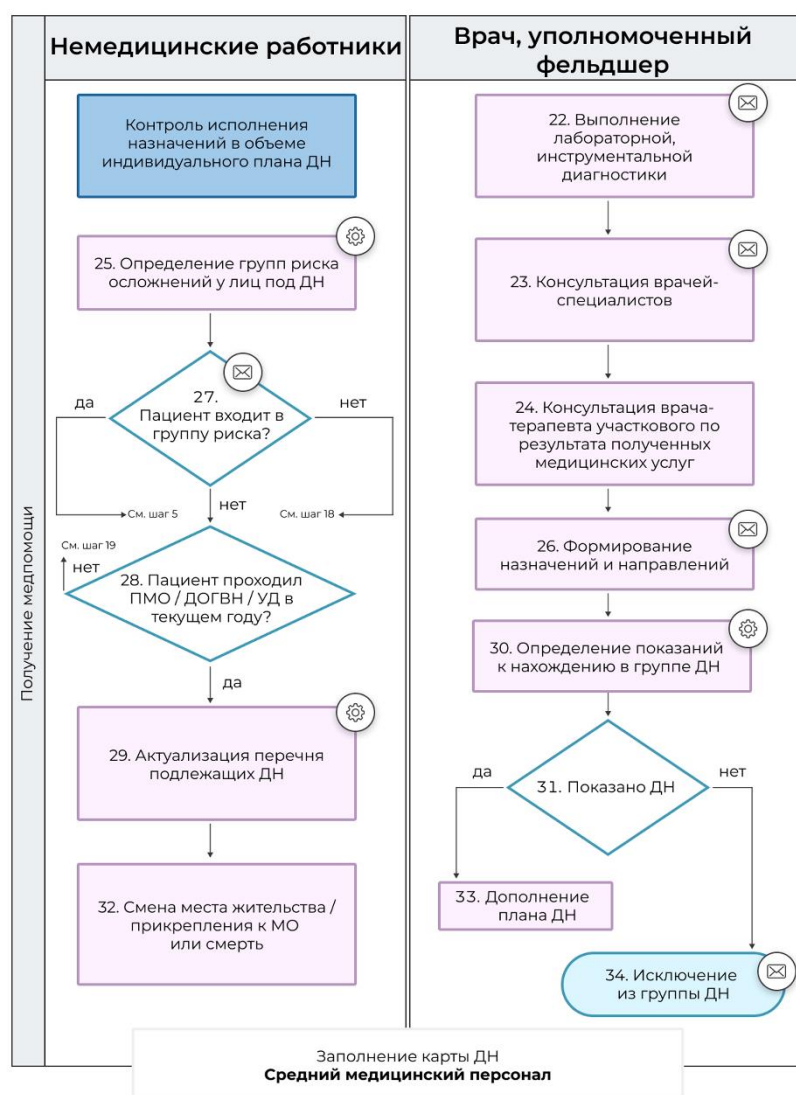 Немедицинские работники
Врач, уполномоченный
фельдшер
Получение медпомощи
Контроль исполнения
назначений в объеме
индивидуального плана ДН
25. Определение групп риска
осложнений у лиц под ДН
27.
Пациент входит в
группу риска?
да
нет
См. шаг 5
нет
См. шаг 18
См. шаг 19
нет
28. Пациент проходил
ПМО / ДОГВН / УД в
текущем году?
да
29. Актуализация перечня
подлежащих ДН
32. Смена места жительства /
прикрепления к МО
или смерть
22. Выполнение
лабораторной,
инструментальной
диагностики
23. Консультация врачей-
специалистов
24. Консультация врача-
терапевта участкового по
результата полученных
медицинских услуг
26. Формирование
назначений и направлений
30. Определение показаний
к нахождению в группе ДН
да
31. Показано ДН
нет
33. Дополнение
плана ДН
34. Исключение
из группы ДН
Заполнение карты ДН
Средний медицинский персонал